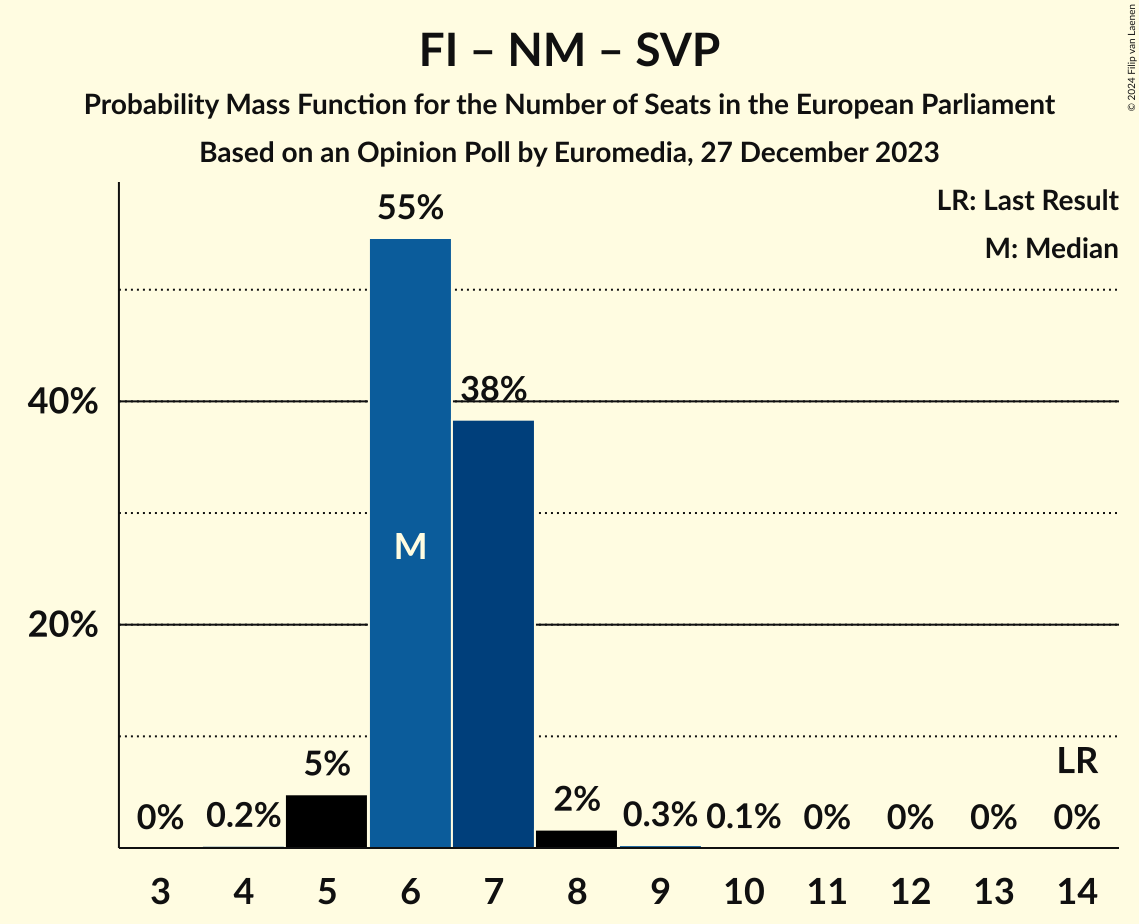 FI – NM – SVP
Probability Mass Function for the Number of Seats in the European Parliament
Based on an Opinion Poll by Euromedia, 27 December 2023
© 2024 Filip van Laenen
LR: Last Result
M: Median
55%
38%
40%
M
20%
5%
LR
0% 0.2% 2% 0.3% 0.1% 0% 0% 0% 0%
3 4 5 6 7 8 9 10 11 12 13 14